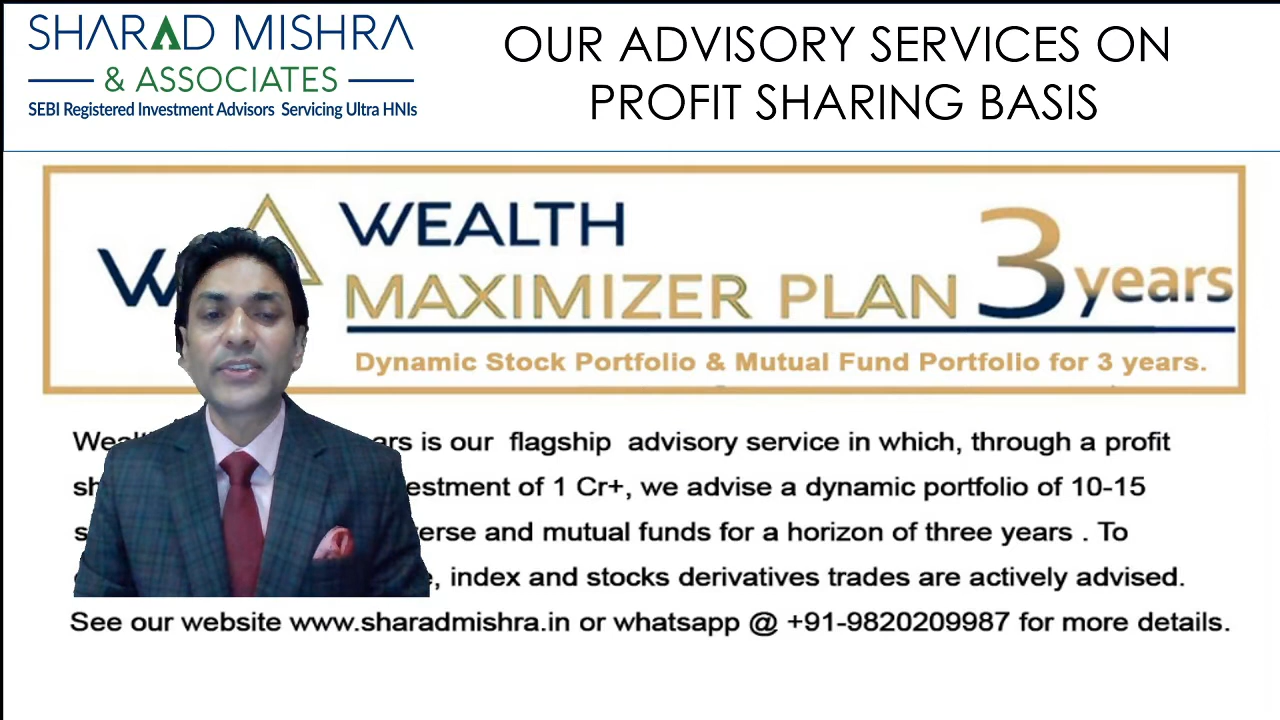 SHARAD MISHRA
& ASSOCIATES
SEBI Registered Investment Advisors Servicing Ultra HNIs
OUR ADVISORY SERVICES ON
PROFIT SHARING BASIS
WEALTH
MAXIMIZER PLAN 3 years
Dynamic Stock Portfolio & Mutual Fund Portfolio for 3 years.
is our flagship advisory service in which, through a profit
of 1 Cr+, we advise a dynamic portfolio of 10-15
and mutual funds for a horizon of three years . To
index and stocks derivatives trades are actively advised.
See our website www.sharadmishra.in or whatsapp @ +91-9820209987 for more details.